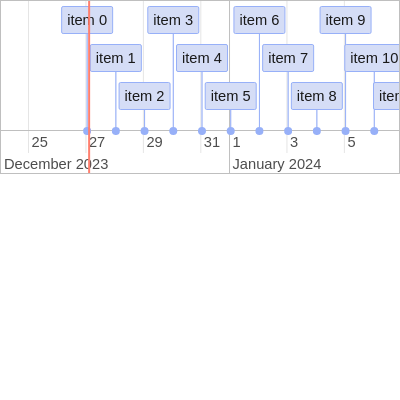 item 0 item 3 item 6 item 9
item 1 item 4 item 7 item 10
item 2 item 5 item 8
25 27 29 31 1 3 5
December 2023 January 2024